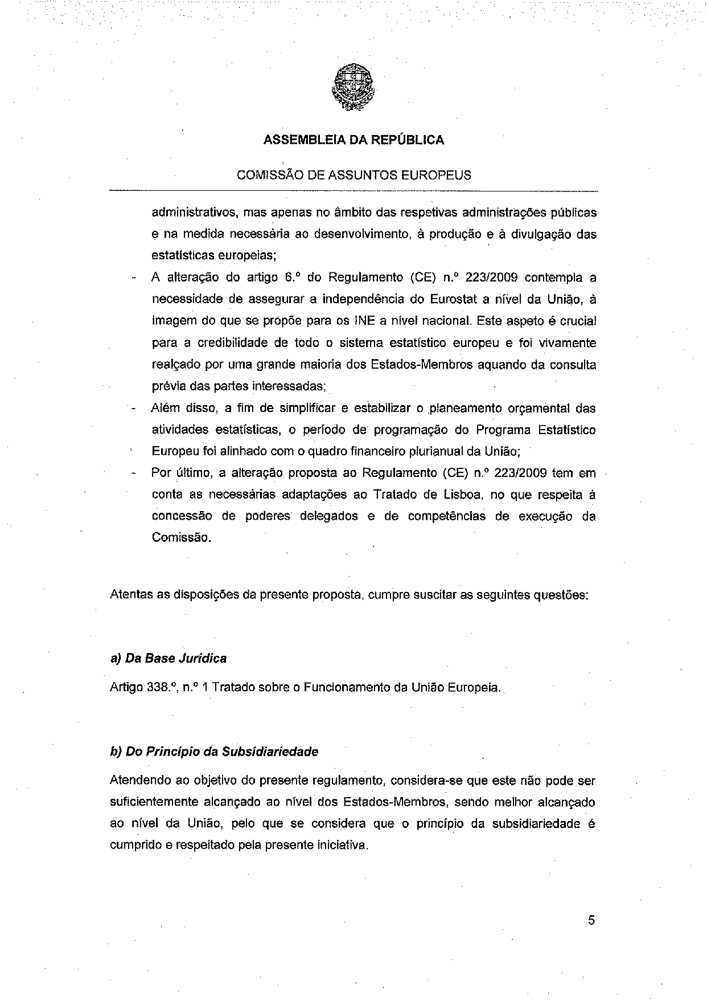 ASSEMBLEIA DA REPÚBLICA
COMISSÃO DE ASSUNTOS EUROPEUS
administrativos, mas apenas no âmbito das respetivas administrações públicas
e na medida necessária ao desenvolvimento, à produção e à divulgação das
estatísticas europeias;
- A alteração do artigo 6.º do Regulamento (CE) n.º 223/2009 contempla a
necessidade de assegurar a independência do Eurostat a nível da União, à
imagem do que se propõe para os INE a nível nacional. Este aspeto é crucial
para a credibilidade de todo o sistema estatístico europeu e foi vivamente
realçado por uma grande maioria dos Estados-Membros aquando da consulta
prévia das partes interessadas;
- Além disso, a fim de simplificar e estabilizar o planeamento orçamental das
atividades estatísticas, o período de programação do Programa Estatístico
Europeu foi alinhado com o quadro financeiro plurianual da União;
- Por último, a alteração proposta ao Regulamento (CE) n.º 223/2009 tem em
conta as necessárias adaptações ao Tratado de Lisboa, no que respeita à
concessão de poderes delegados e de competências de execução da
Comissão.
Atentas as disposições da presente proposta, cumpre suscitar as seguintes questões:
a) Da Base Jurídica
Artigo 338.º, n.º 1 Tratado sobre o Funcionamento da União Europeia.
b) Do Princípio da Subsidiariedade
Atendendo ao objetivo do presente regulamento, considera-se que este não pode ser
suficientemente alcançado ao nível dos Estados-Membros, sendo melhor alcançado
ao nível da União, pelo que se considera que o princípio da subsidiariedade é
cumprido e respeitado pela presente iniciativa.
5